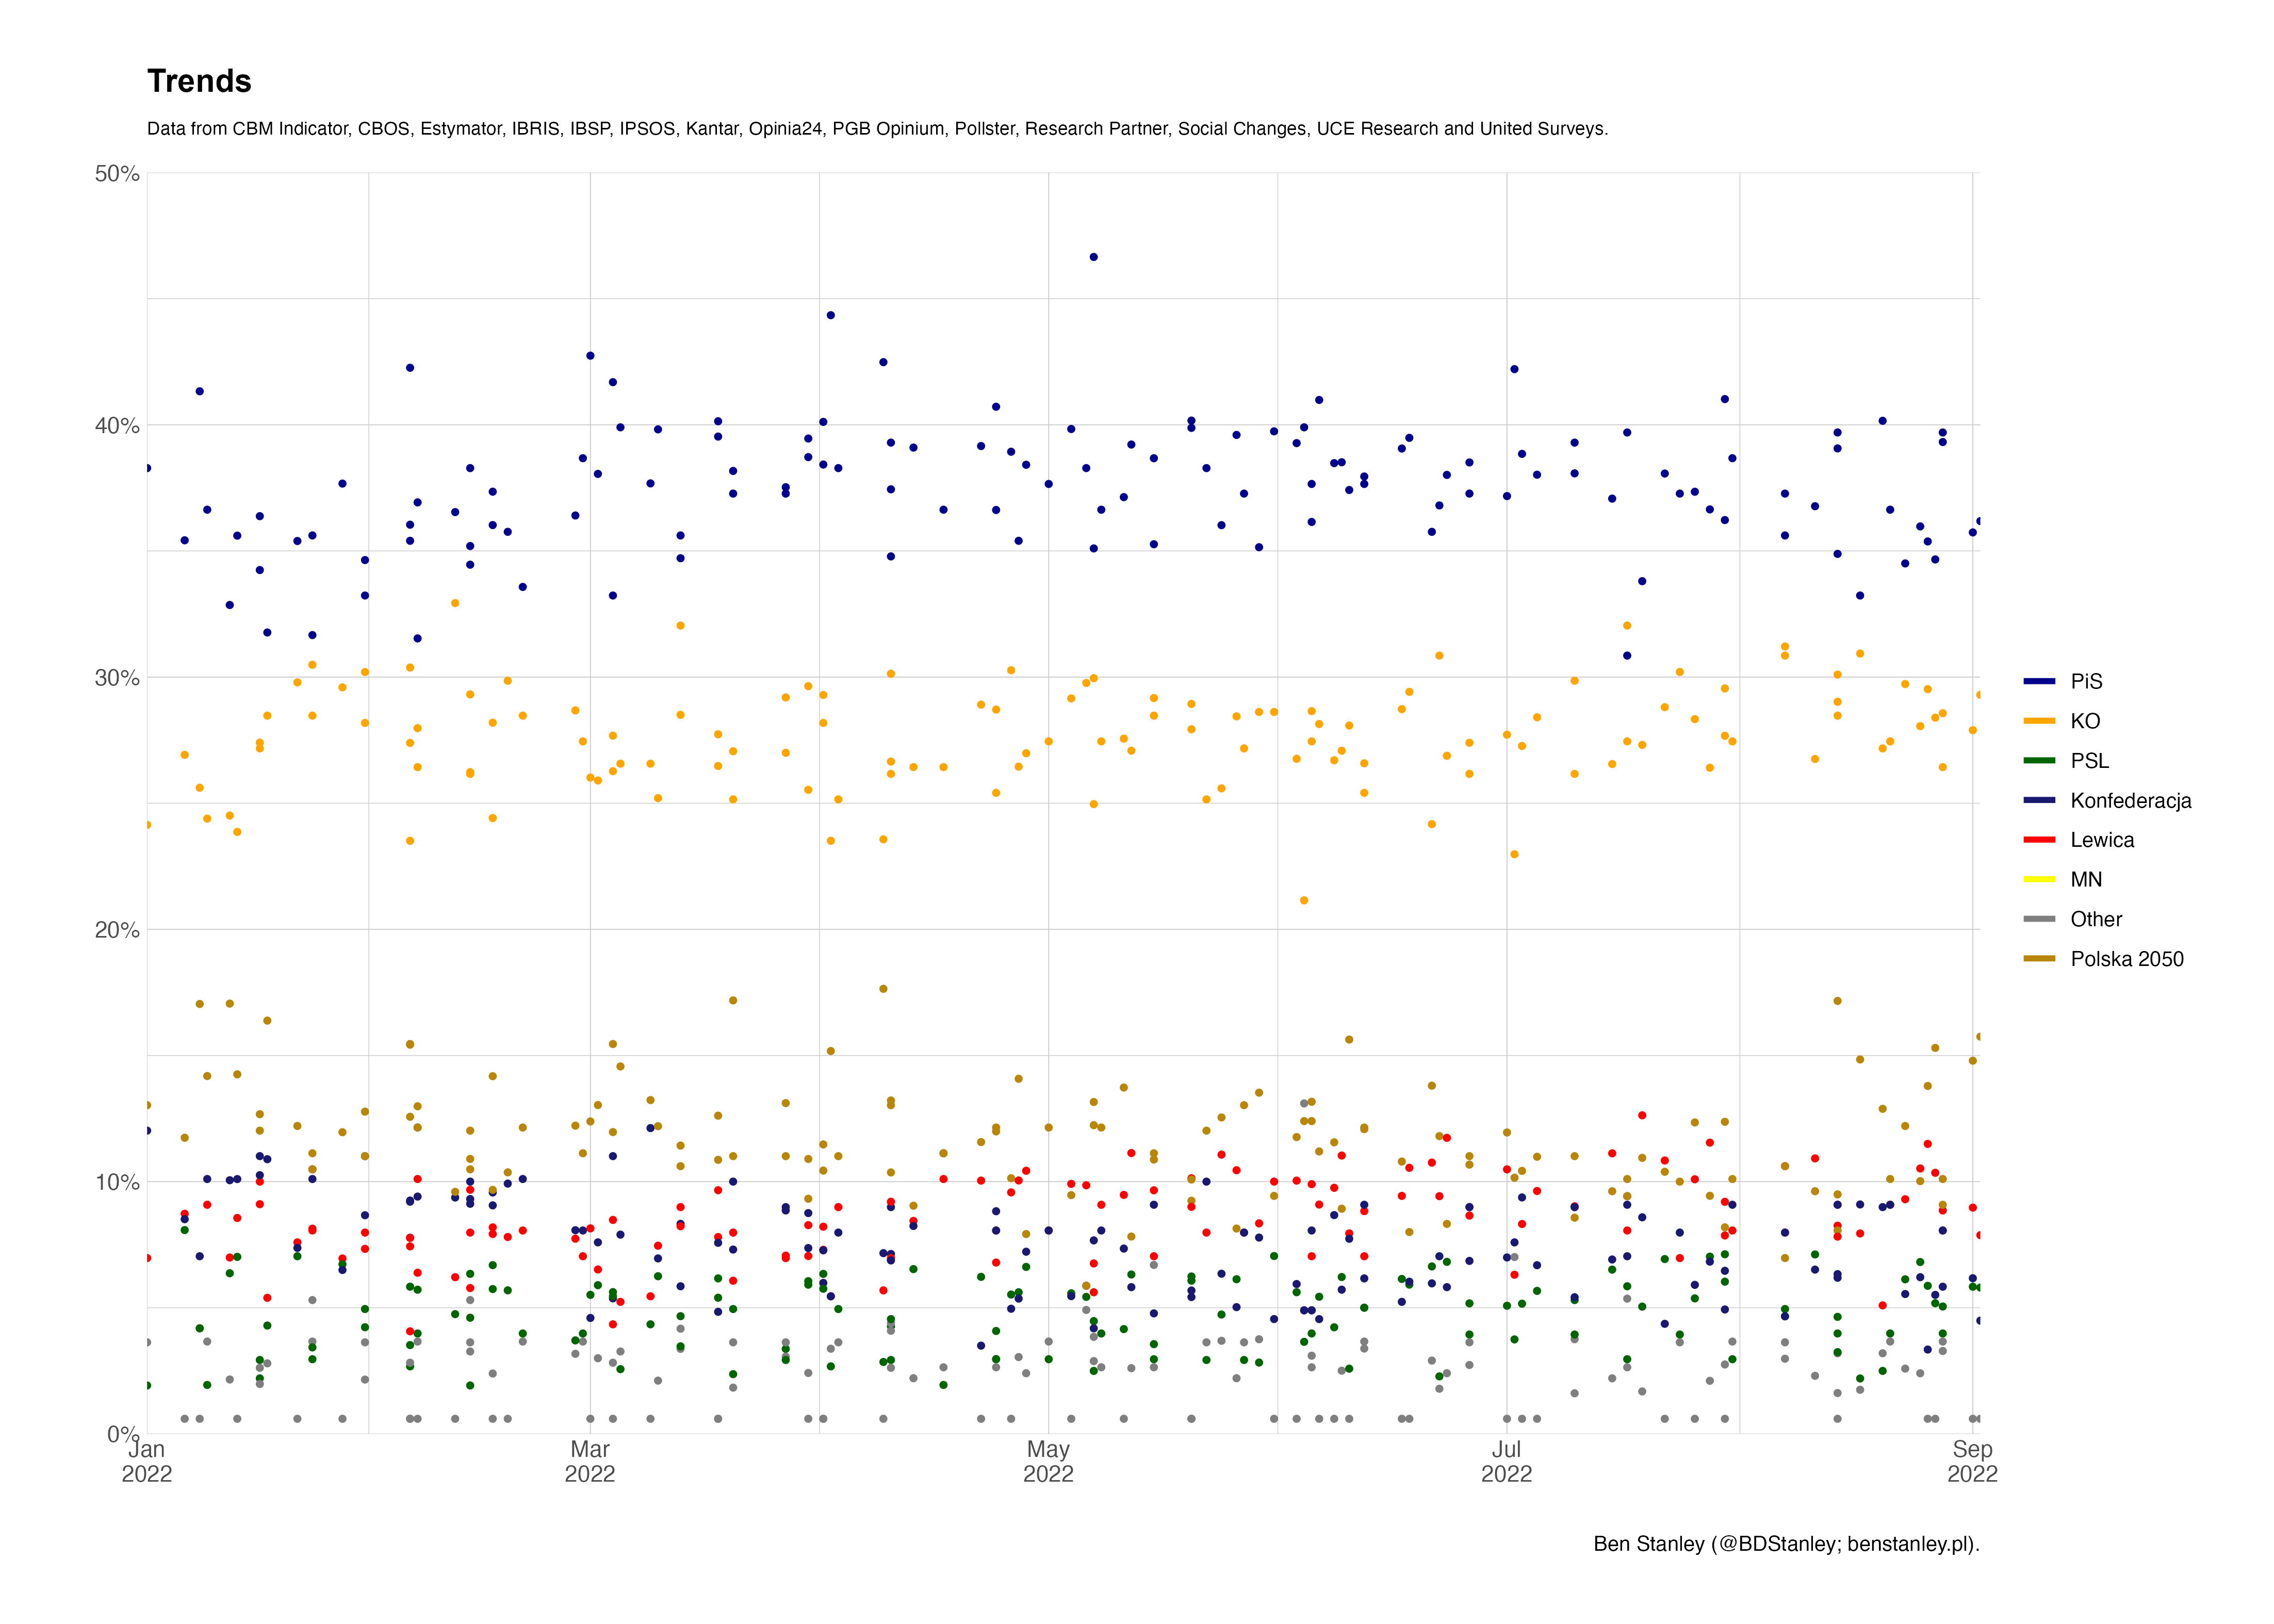 Trends
Data from CBM Indicator, CBOS, Estymator, IBRIS, IBSP, IPSOS, Kantar, Opinia24, PGB Opinium, Pollster, Research Partner, Social Changes, UCE Research and United Surveys.
50%
40%
30%
20%
10%
0%
Jan
2022
Mar
2022
May
2022
Jul
2022
Sep
2022
PiS
KO
PSL
Konfederacja
Lewica
MN
Other
Polska 2050
Ben Stanley (@BDStanley; benstanley.pl).